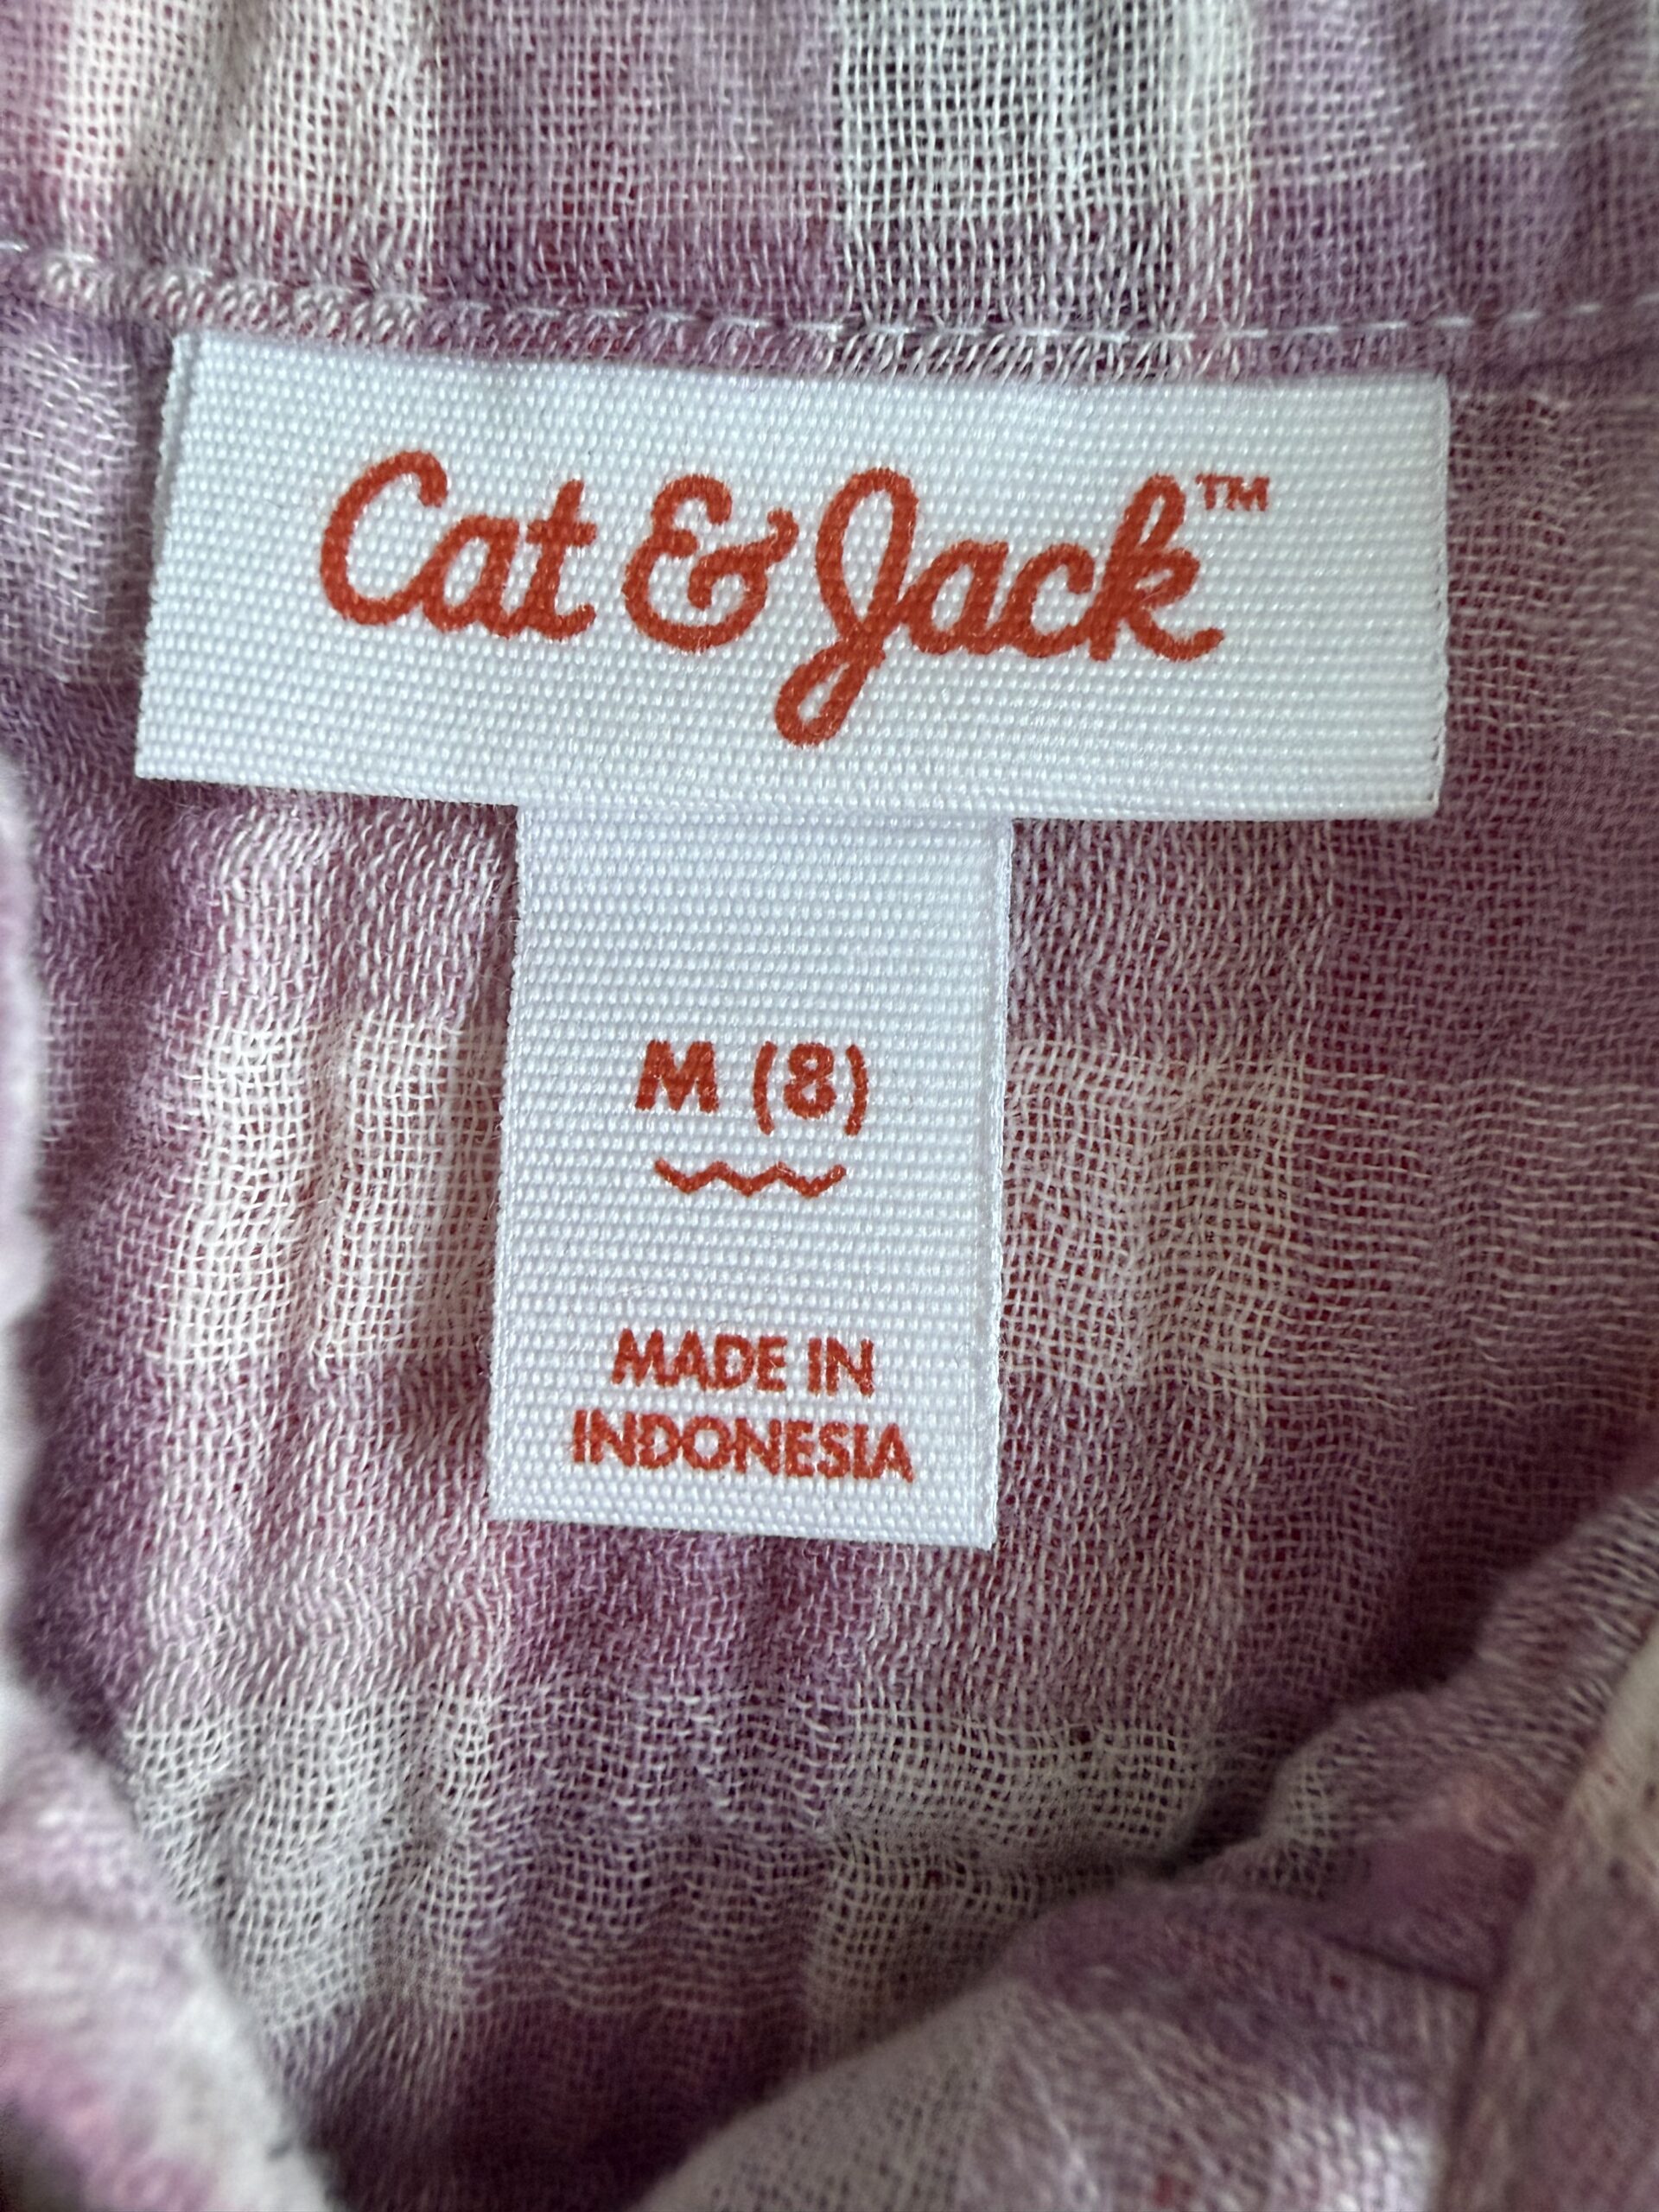 Cat & Jack™
M (8)
MADE IN
INDONESIA